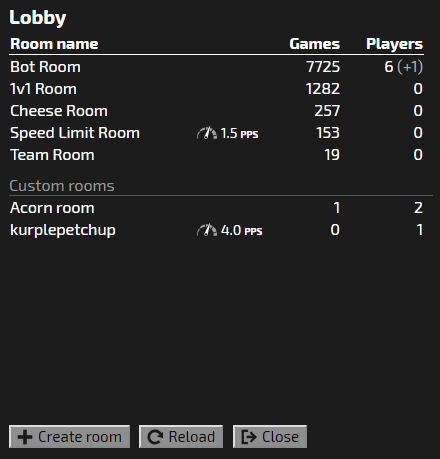 Lobby
Room name Games Players
Bot Room 7725 6 (+1)
1v1 Room 1282 0
Cheese Room 257 0
Speed Limit Room 1.5 PPS 153 0
Team Room 19 0
Custom rooms
Acorn room 1 2
kurplepetchup 4.0 PPS 0 1
Create room Reload Close